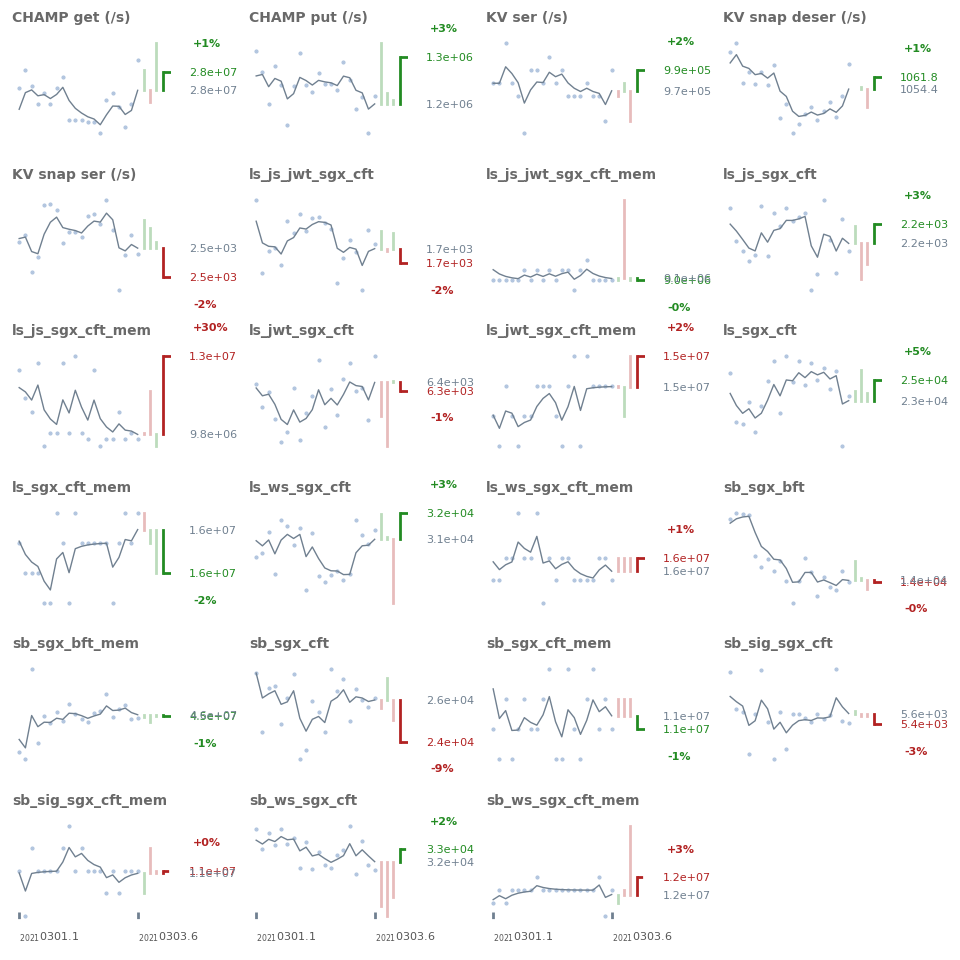 CHAMP get (/s)
+1%
2.8e+07
2.8e+07
CHAMP put (/s)
+3%
1.3e+06
1.2e+06
KV ser (/s)
+2%
9.9e+05
9.7e+05
KV snap deser (/s)
+1%
1061.8
1054.4
KV snap ser (/s)
2.5e+03
2.5e+03
-2%
ls_js_jwt_sgx_cft
1.7e+03
1.7e+03
-2%
ls_js_jwt_sgx_cft_mem
9.0e+06
-0%
ls_js_sgx_cft
+3%
2.2e+03
2.2e+03
ls_js_sgx_cft_mem
+30%
1.3e+07
9.8e+06
ls_jwt_sgx_cft
6.4e+03
6.3e+03
-1%
ls_jwt_sgx_cft_mem
+2%
1.5e+07
1.5e+07
ls_sgx_cft
+5%
2.5e+04
2.3e+04
ls_sgx_cft_mem
1.6e+07
1.6e+07
-2%
ls_ws_sgx_cft
+3%
3.2e+04
3.1e+04
ls_ws_sgx_cft_mem
+1%
1.6e+07
1.6e+07
sb_sgx_bft
1.4e+04
1.4e+04
-0%
sb_sgx_bft_mem
4.5e+07
-1%
sb_sgx_cft
2.6e+04
2.4e+04
-9%
sb_sgx_cft_mem
1.1e+07
1.1e+07
-1%
sb_sig_sgx_cft
5.6e+03
5.4e+03
-3%
sb_sig_sgx_cft_mem
+0%
1.1e+07
1.1e+07
20210301.1
20210303.6
sb_ws_sgx_cft
+2%
3.3e+04
3.2e+04
20210301.1
20210303.6
sb_ws_sgx_cft_mem
+3%
1.2e+07
1.2e+07
20210301.1
20210303.6